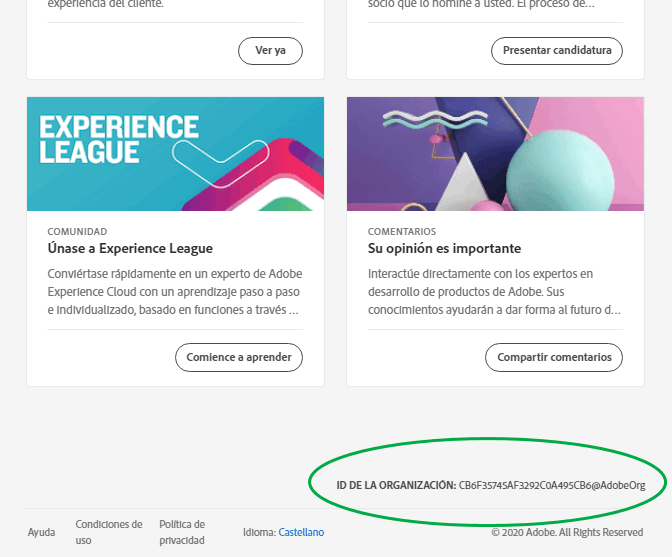 experiencia del cliente.
Ver ya
socio que lo nomine a usted. El proceso de…
Presentar candidatura
EXPERIENCE
LEAGUE
COMUNIDAD
Únase a Experience League
Conviértase rápidamente en un experto de Adobe
Experience Cloud con un aprendizaje paso a paso
e individualizado, basado en funciones a través …
Comience a aprender
COMENTARIOS
Su opinión es importante
Interactúe directamente con los expertos en
desarrollo de productos de Adobe. Sus
conocimientos ayudarán a dar forma al futuro d…
Compartir comentarios
ID DE LA ORGANIZACIÓN: CB6F35745AF3292C0A495CB6@AdobeOrg
Ayuda
Condiciones de
uso
Política de
privacidad
Idioma: Castellano
© 2020 Adobe. All Rights Reserved